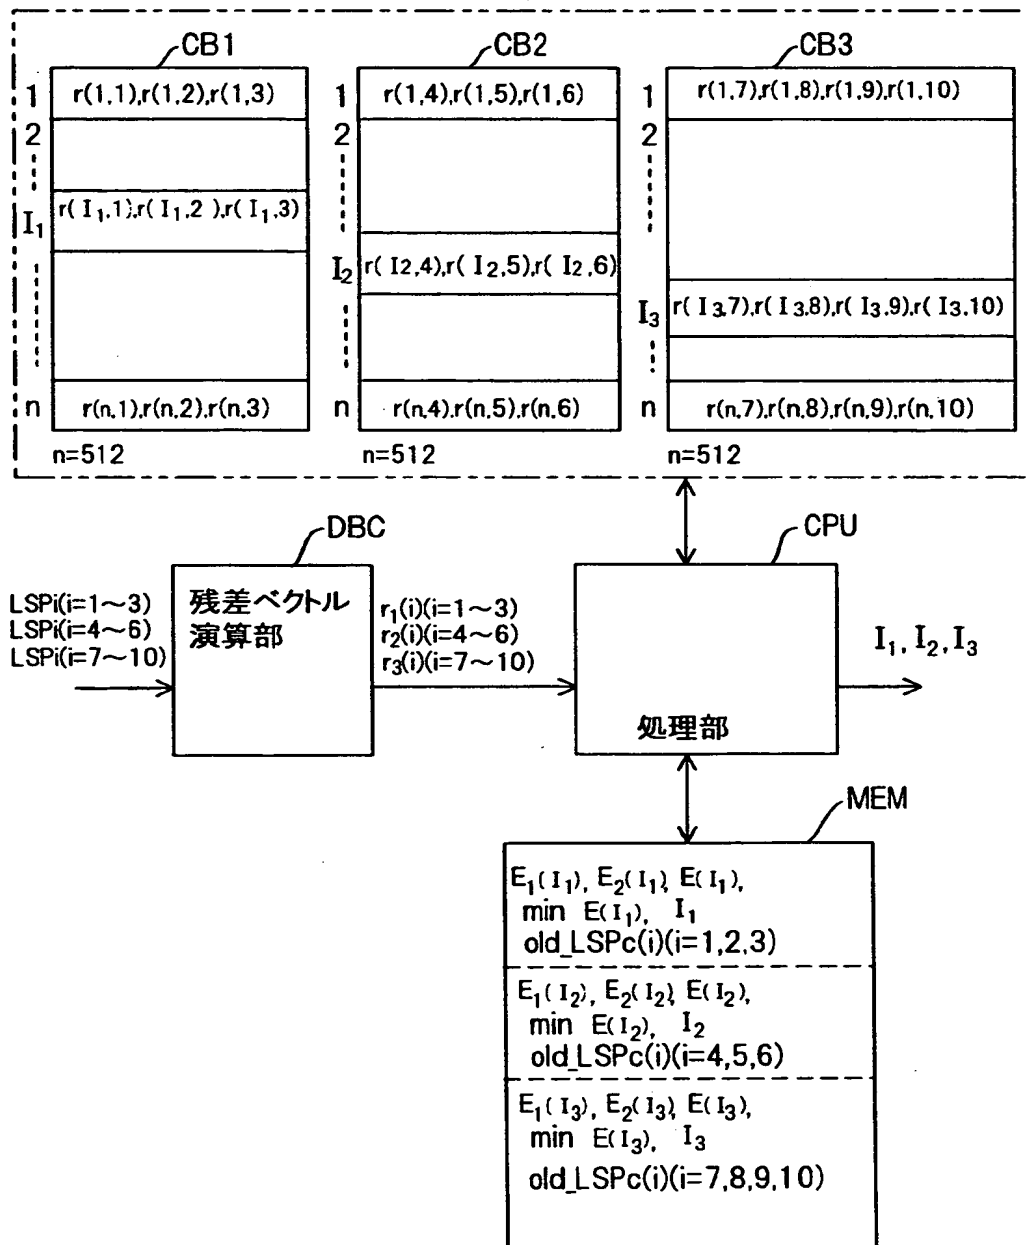 CB1
1
r(1,1),r(1,2),r(1,3)
2
I₁
r(I₁,1),r(I₁,2),r(I₁,3)
n
r(n,1),r(n,2),r(n,3)
n=512
CB2
1
r(1,4),r(1,5),r(1,6)
2
I₂
r(I₂,4),r(I₂,5),r(I₂,6)
n
r(n,4),r(n,5),r(n,6)
n=512
CB3
1
r(1,7),r(1,8),r(1,9),r(1,10)
2
I₃
r(I₃,7),r(I₃,8),r(I₃,9),r(I₃,10)
n
r(n,7),r(n,8),r(n,9),r(n,10)
n=512
DBC
CPU
LSPi(i=1～3)
LSPi(i=4～6)
LSPi(i=7～10)
残差ベクトル
演算部
r₁(i)(i=1～3)
r₂(i)(i=4～6)
r₃(i)(i=7～10)
処理部
I₁, I₂, I₃
MEM
E₁(I₁), E₂(I₁), E(I₁),
min E(I₁), I₁
old_LSPc(i)(i=1,2,3)
E₁(I₂), E₂(I₂), E(I₂),
min E(I₂), I₂
old_LSPc(i)(i=4,5,6)
E₁(I₃), E₂(I₃), E(I₃),
min E(I₃), I₃
old_LSPc(i)(i=7,8,9,10)